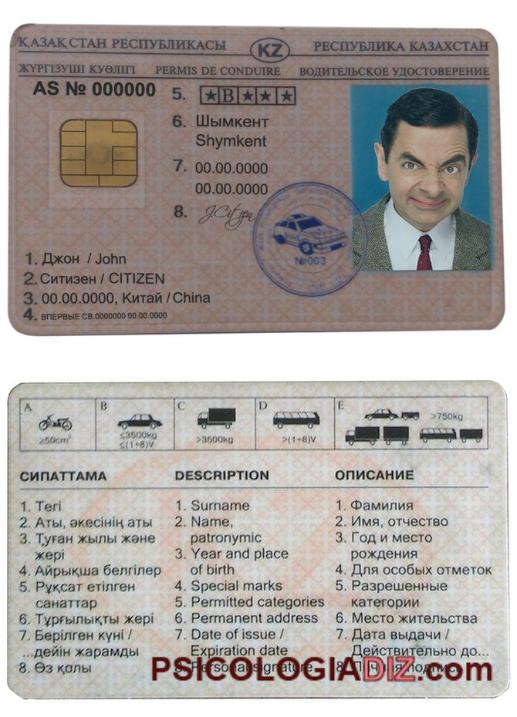 ҚАЗАҚСТАН РЕСПУБЛИКАСЫ KZ РЕСПУБЛИКА КАЗАХСТАН
ЖҮРГІЗУШІ КУӘЛІГІ PERMIS DE CONDUIRE ВОДИТЕЛЬСКОЕ УДОСТОВЕРЕНИЕ
AS № 000000
5. ★ B ★ ★ ★
6. Шымкент
Shymkent
7. 00.00.0000
00.00.0000
8. J.Citizen
№003
1. Джон / John
2. Ситизен / CITIZEN
3. 00.00.0000, Китай / China
4. ВПЕРВЫЕ СВ.0000000 00.00.0000
A B C D E
≥50cm³ ≤3500kg >3500kg >(1+8)V >750kg
≤(1+8)V
СИПАТТАМА
1. Тегі
2. Аты, әкесінің аты
3. Туған жылы және
жері
4. Айрықша белгілер
5. Рұқсат етілген
санаттар
6. Тұрғылықты жері
7. Берілген күні /
...дейін жарамды
8. Өз қолы
DESCRIPTION
1. Surname
2. Name,
patronymic
3. Year and place
of birth
4. Special marks
5. Permitted categories
6. Permanent address
7. Date of issue /
Expiration date
8. Personal signature
ОПИСАНИЕ
1. Фамилия
2. Имя, отчество
3. Год и место
рождения
4. Для особых отметок
5. Разрешенные
категории
6. Место жительства
7. Дата выдачи /
Действительно до...
8. Личная подпись
PSICOLOGIADIZ.com